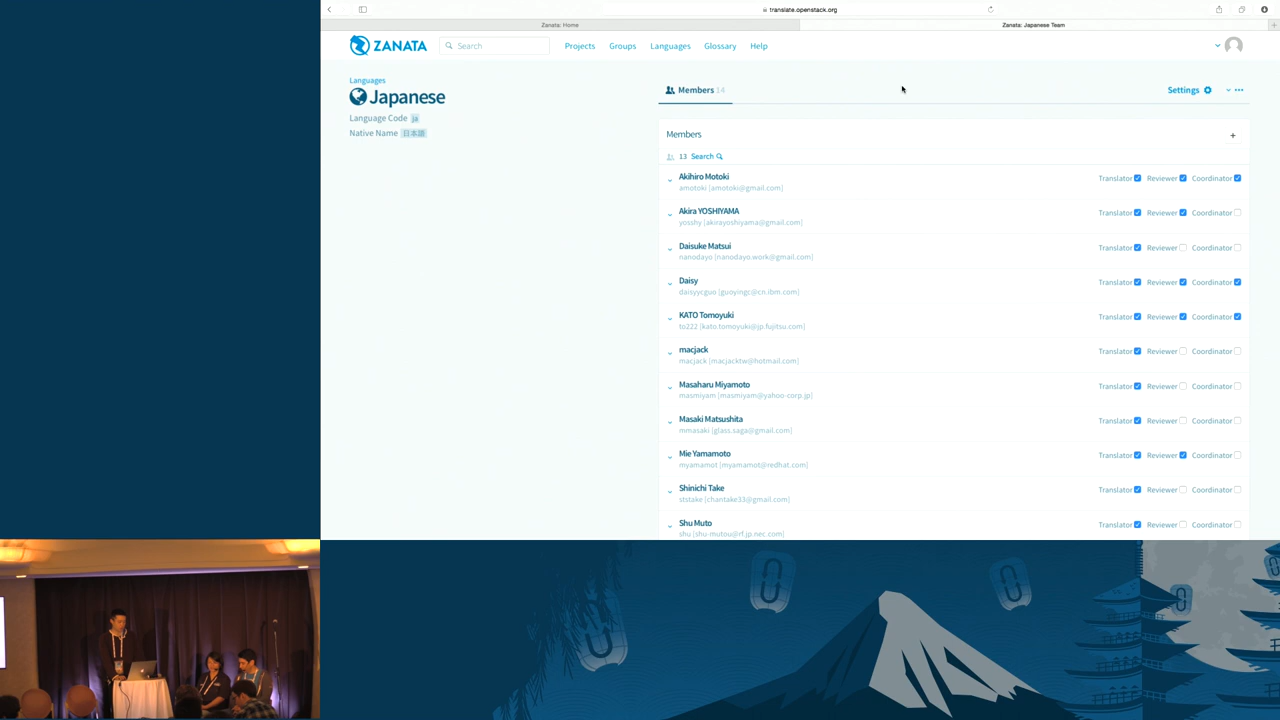 translate.openstack.org
Zanata: Home
Zanata: Japanese Team
ZANATA
Search
Projects
Groups
Languages
Glossary
Help
Languages
Japanese
Language Code ja
Native Name 日本語
Members 14
Settings
Members
13 Search
Akihiro Motoki
Translator Reviewer Coordinator
amotoki [amotoki@gmail.com]
Akira YOSHIYAMA
Translator Reviewer Coordinator
yosshy [akirayoshiyama@gmail.com]
Daisuke Matsui
Translator Reviewer Coordinator
nanodayo [nanodayo.work@gmail.com]
Daisy
Translator Reviewer Coordinator
daisyycguo [guoyingc@cn.ibm.com]
KATO Tomoyuki
Translator Reviewer Coordinator
to222 [kato.tomoyuki@jp.fujitsu.com]
macjack
Translator Reviewer Coordinator
macjack [macjacktw@hotmail.com]
Masaharu Miyamoto
Translator Reviewer Coordinator
masmiyam [masmiyam@yahoo-corp.jp]
Masaki Matsushita
Translator Reviewer Coordinator
mmasaki [glass.saga@gmail.com]
Mie Yamamoto
Translator Reviewer Coordinator
myamamot [myamamot@redhat.com]
Shinichi Take
Translator Reviewer Coordinator
ststake [chantake33@gmail.com]
Shu Muto
Translator Reviewer Coordinator
shu [shu-mutou@rf.jp.nec.com]